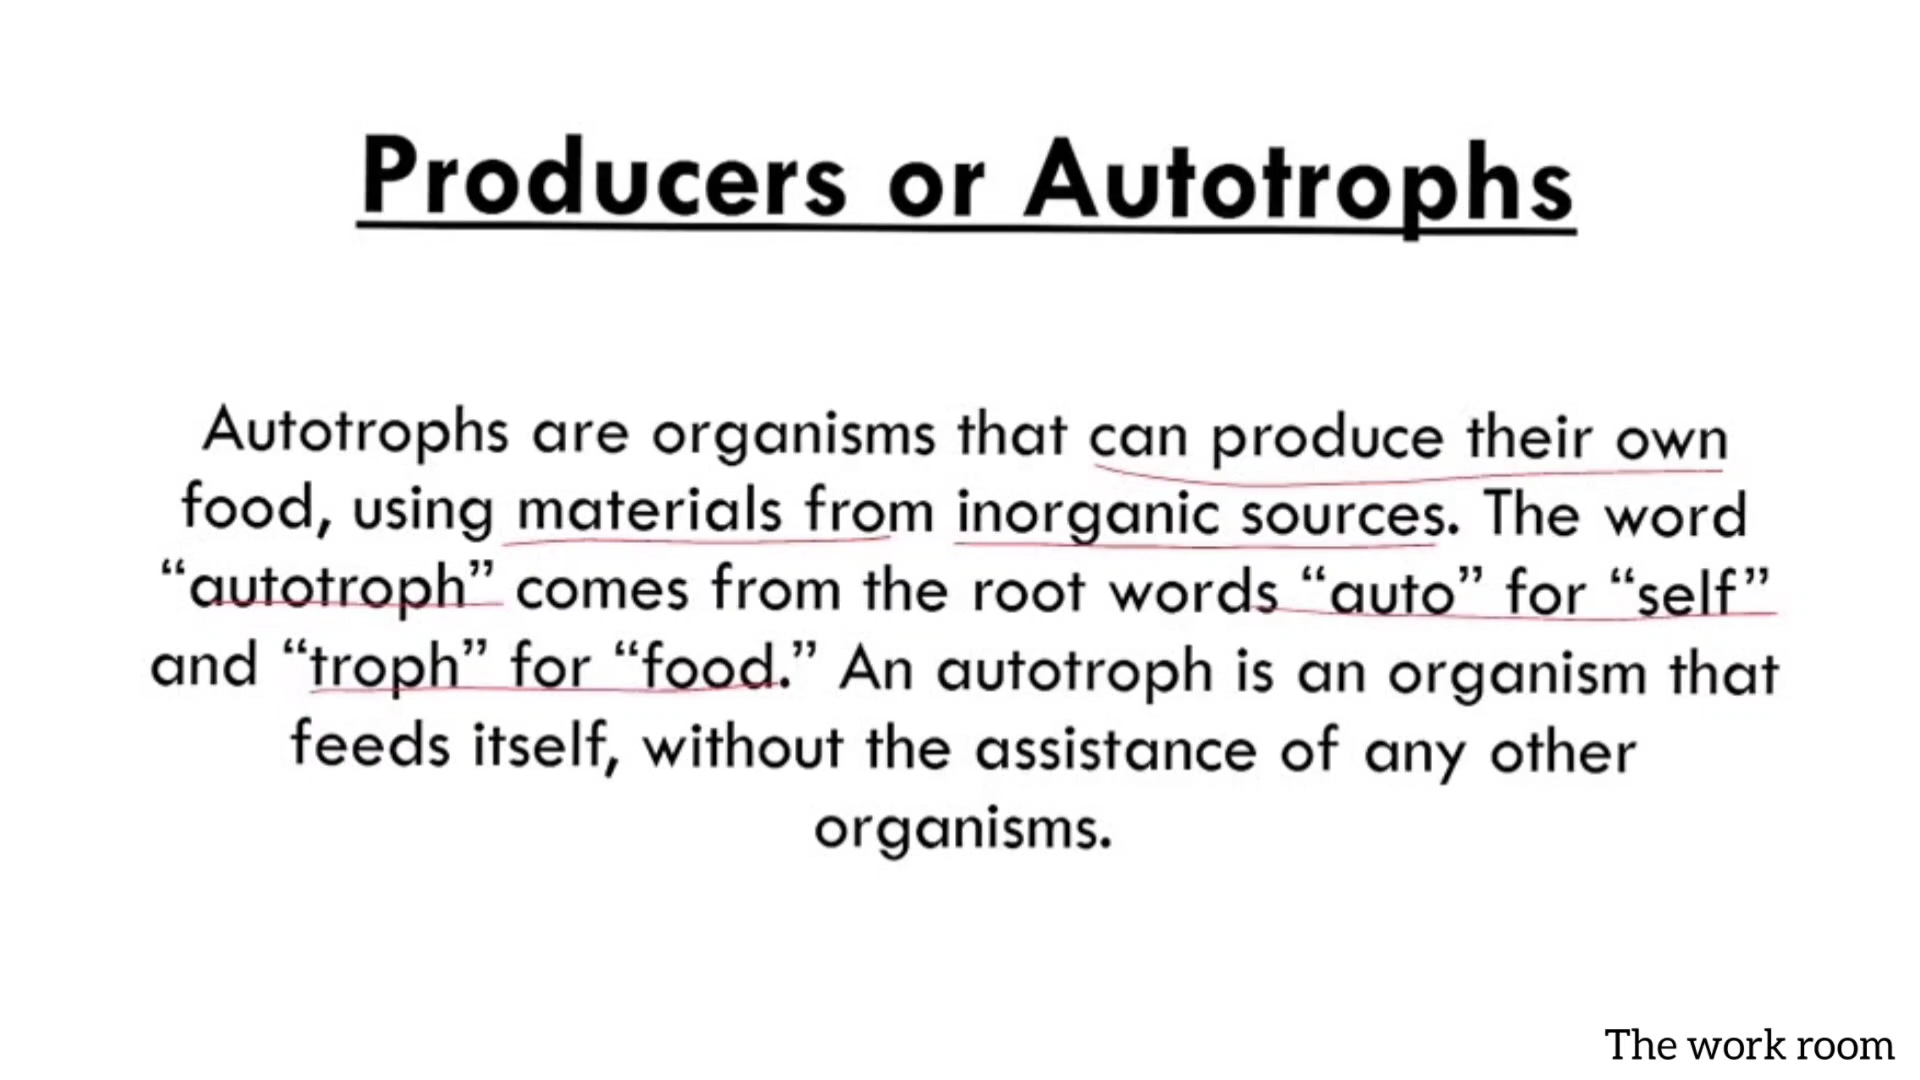 Producers or Autotrophs
Autotrophs are organisms that can produce their own
food, using materials from inorganic sources. The word
“autotroph” comes from the root words “auto” for “self”
and “troph” for “food.” An autotroph is an organism that
feeds itself, without the assistance of any other
organisms.
The work room